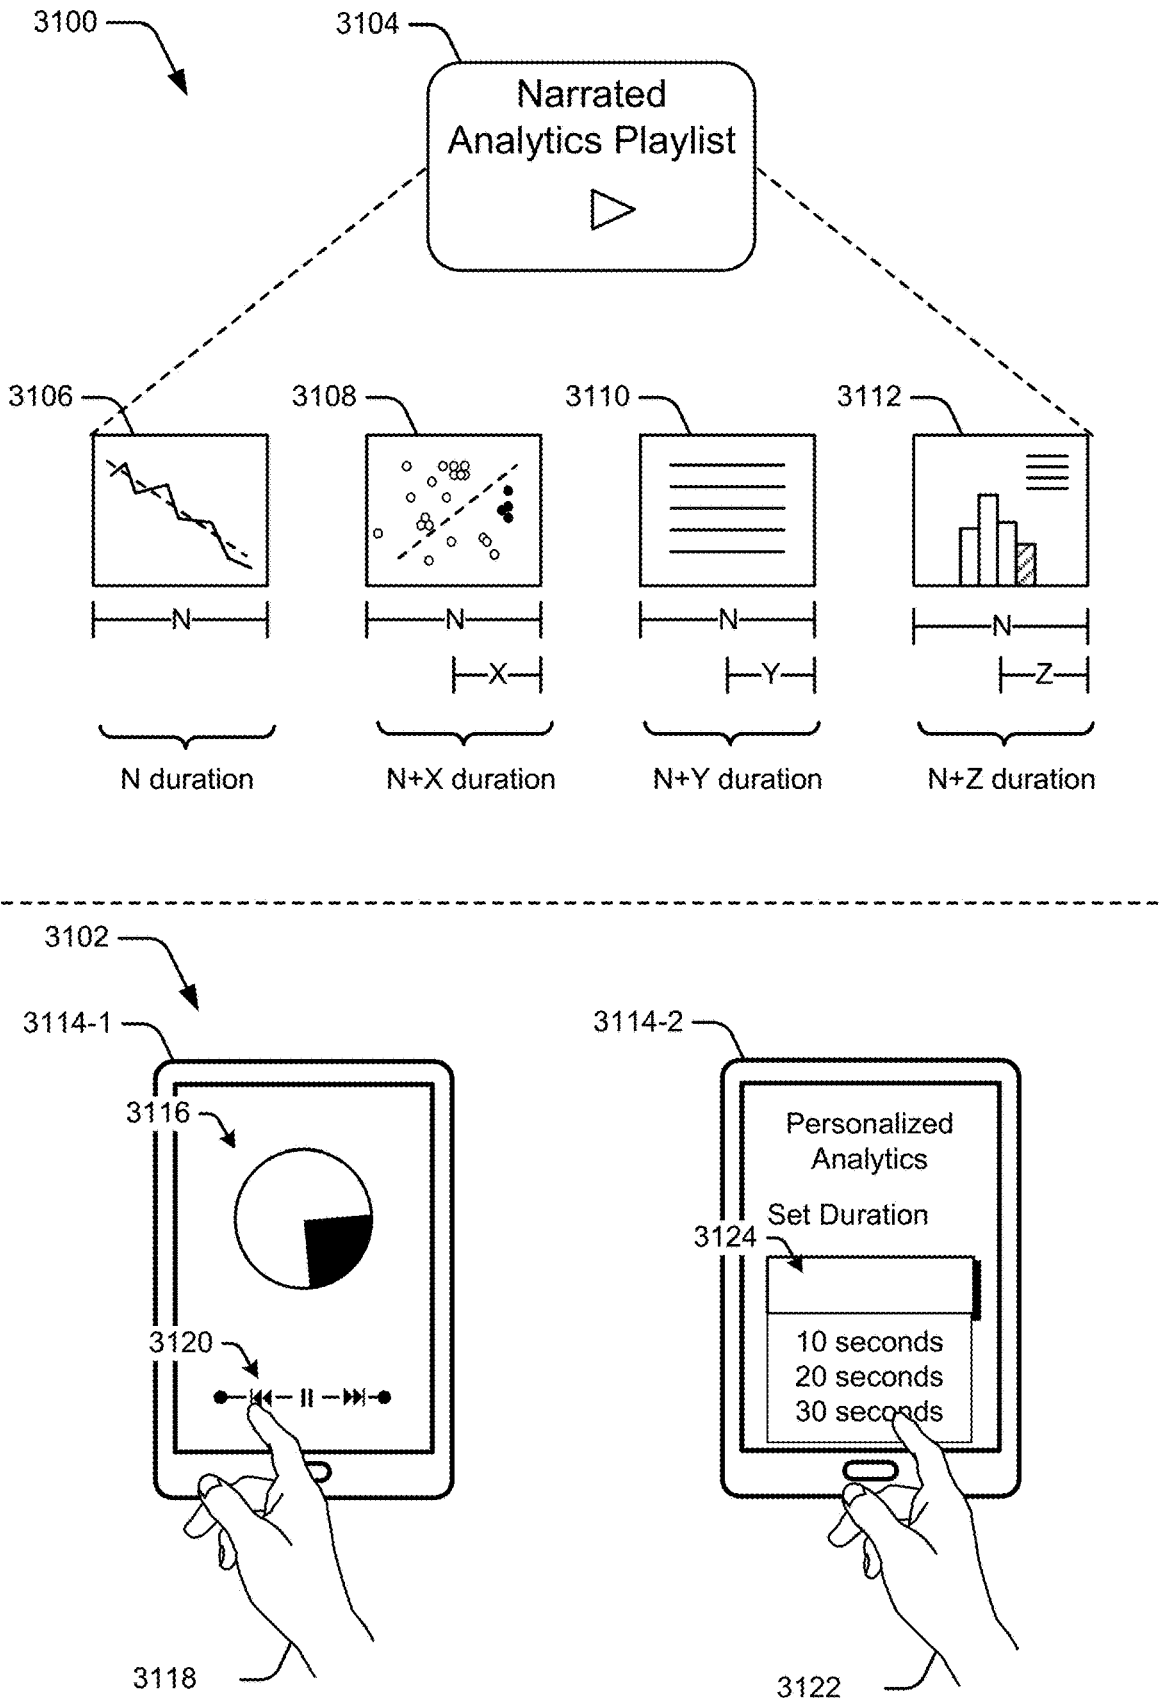 3100
3104
Narrated
Analytics Playlist
3106
3108
3110
3112
N
N
N
N
X
Y
Z
N duration
N+X duration
N+Y duration
N+Z duration
3102
3114-1
3114-2
3116
Personalized
Analytics
Set Duration
3124
3120
10 seconds
20 seconds
30 seconds
3118
3122